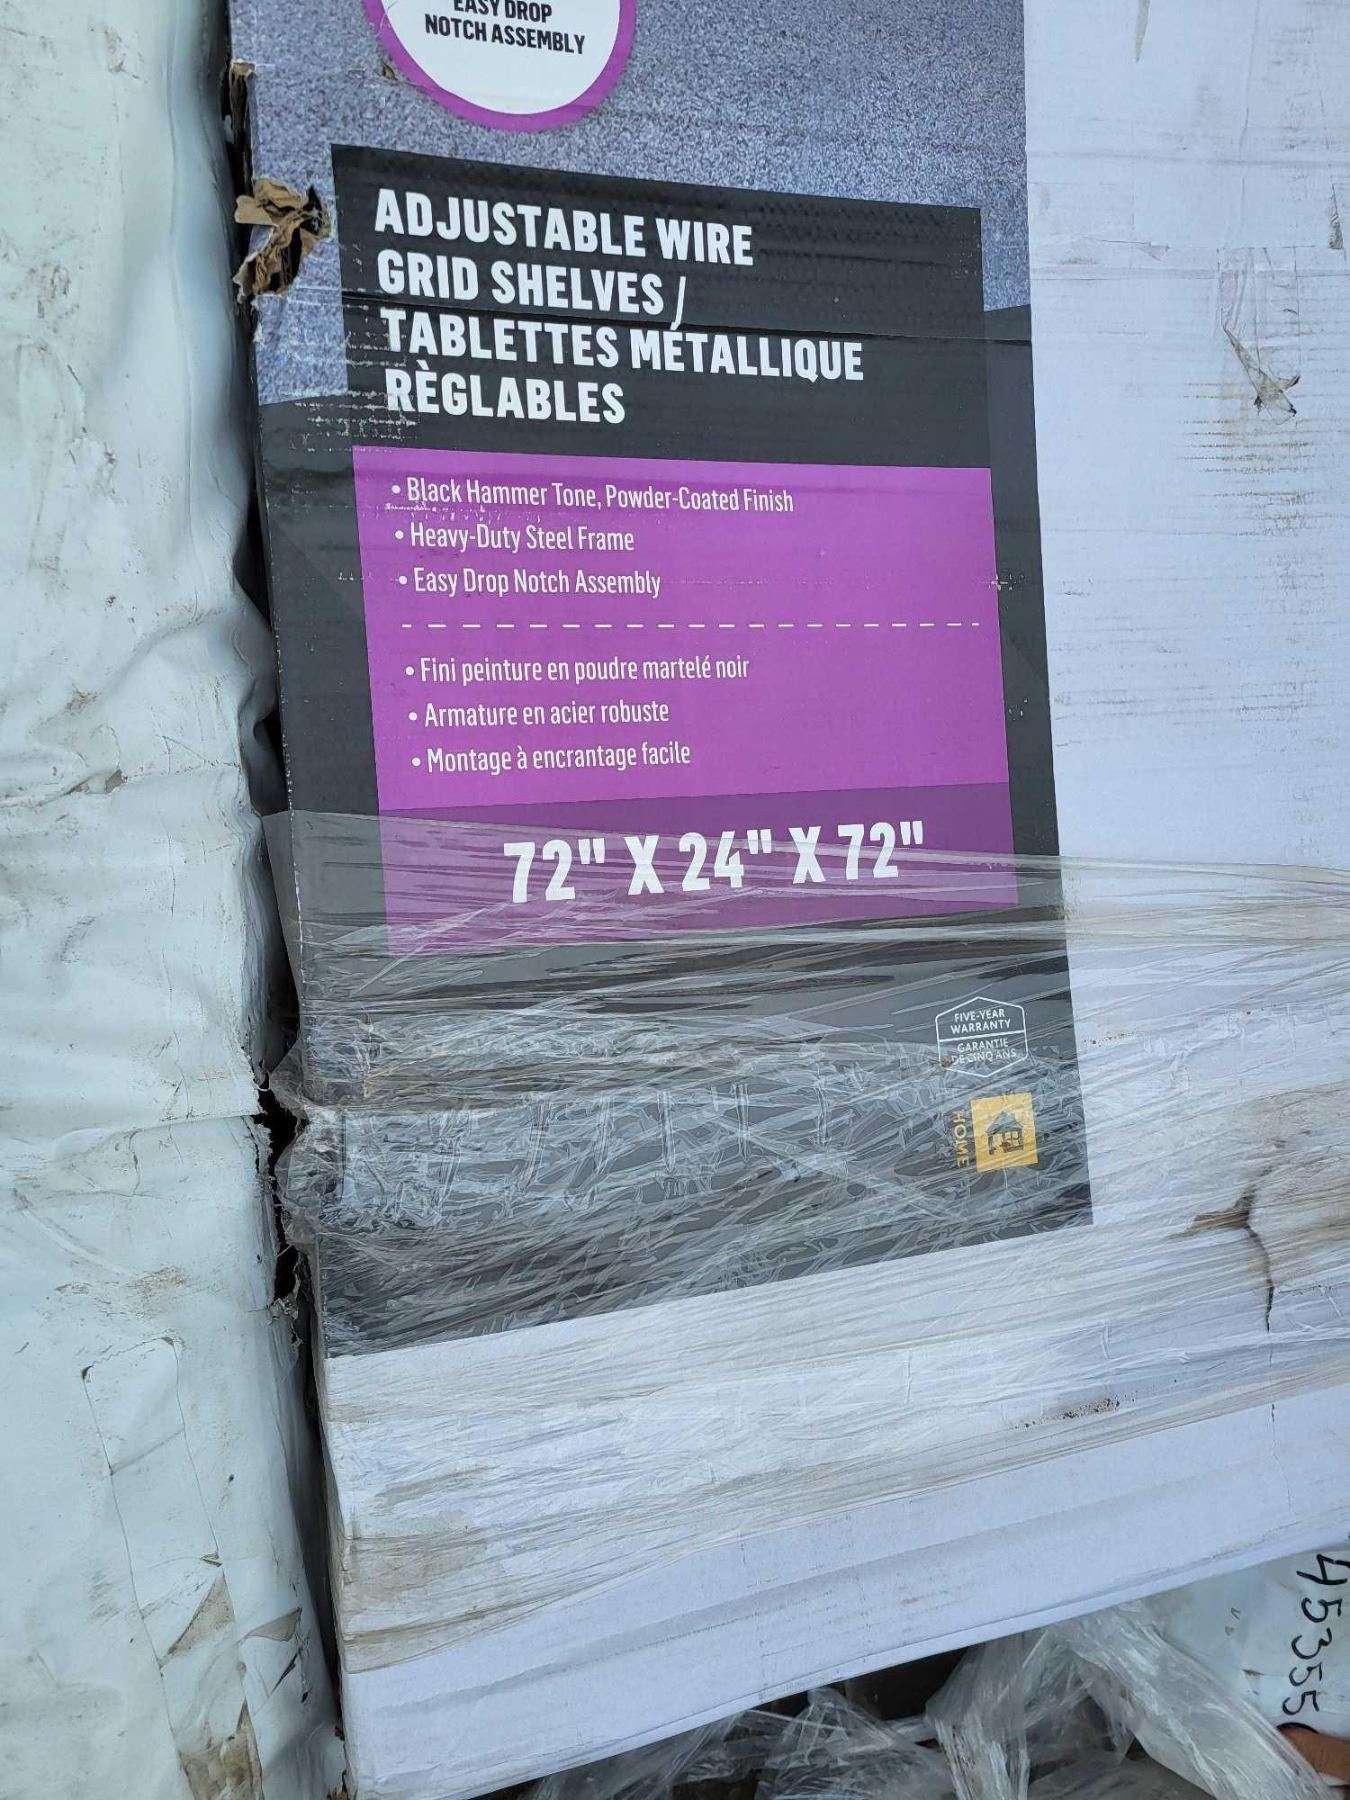 EASY DROP
NOTCH ASSEMBLY
ADJUSTABLE WIRE
GRID SHELVES /
TABLETTES MÉTALLIQUE
RÈGLABLES
• Black Hammer Tone, Powder-Coated Finish
• Heavy-Duty Steel Frame
• Easy Drop Notch Assembly
• Fini peinture en poudre martelé noir
• Armature en acier robuste
• Montage à encrantage facile
72" X 24" X 72"
FIVE-YEAR
WARRANTY
GARANTIE
DE CINQ ANS
HOME
45355